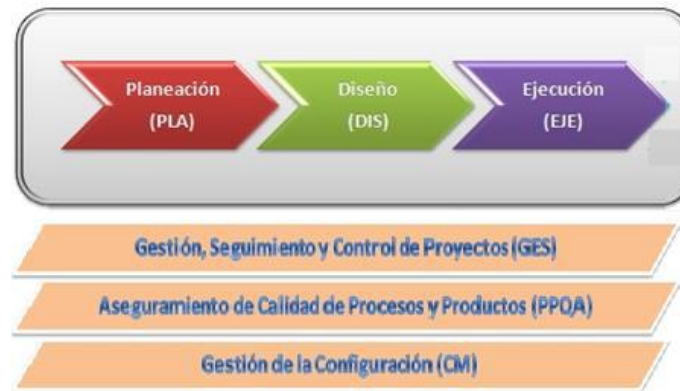 Planeación
(PLA)
Diseño
(DIS)
Ejecución
(EJE)
Gestión, Seguimiento y Control de Proyectos (GES)
Aseguramiento de Calidad de Procesos y Productos (PPQA)
Gestión de la Configuración (CM)